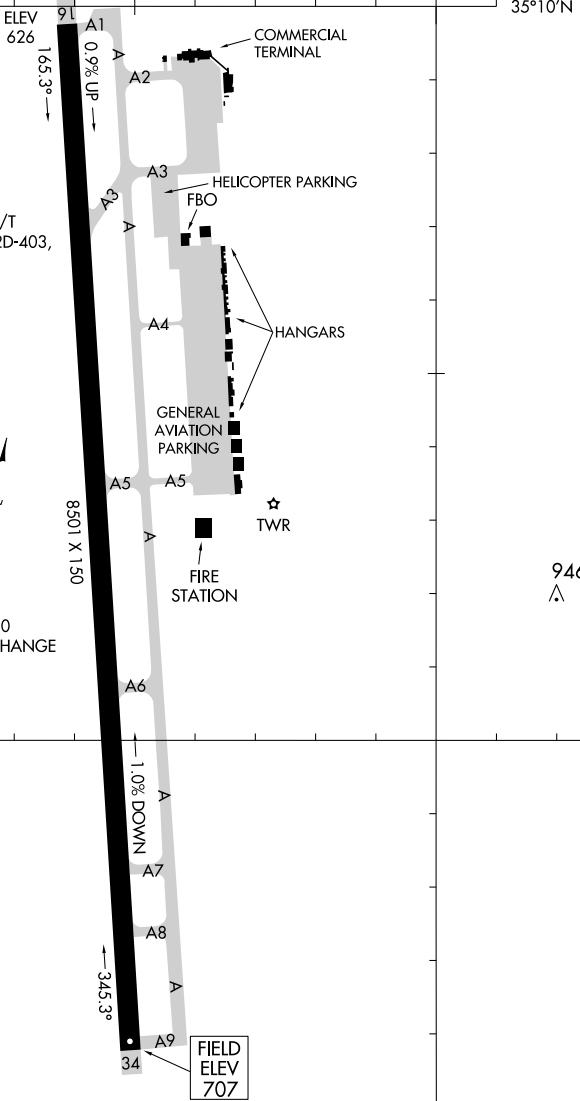 ELEV
626
16
35°10'N
A1
A
COMMERCIAL
TERMINAL
165.3°
0.9% UP
A2
A3
HELICOPTER PARKING
A3
FBO
/T
2D-403,
A
A4
HANGARS
GENERAL
AVIATION
PARKING
A5
A5
8501 X 150
TWR
A
FIRE
STATION
946
0
HANGE
A6
1.0% DOWN
A
A7
A8
345.3°
A
A9
34
FIELD
ELEV
707